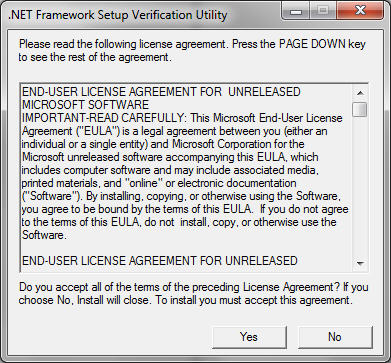 .NET Framework Setup Verification Utility
Please read the following license agreement. Press the PAGE DOWN key
to see the rest of the agreement.
END-USER LICENSE AGREEMENT FOR  UNRELEASED
MICROSOFT SOFTWARE
IMPORTANT-READ CAREFULLY: This Microsoft End-User License
Agreement ("EULA") is a legal agreement between you (either an
individual or a single entity) and Microsoft Corporation for the
Microsoft unreleased software accompanying this EULA, which
includes computer software and may include associated media,
printed materials, and "online" or electronic documentation
("Software"). By installing, copying, or otherwise using the Software,
you agree to be bound by the terms of this EULA.  If you do not agree
to the terms of this EULA, do not  install, copy, or otherwise use the
Software.
END-USER LICENSE AGREEMENT FOR UNRELEASED
Do you accept all of the terms of the preceding License Agreement? If you
choose No, Install will close. To install you must accept this agreement.
Yes
No